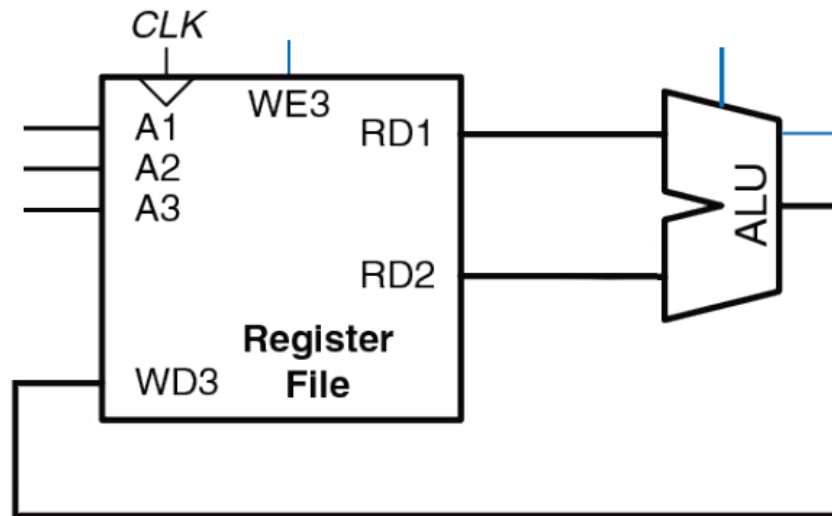 CLK
WE3
A1
RD1
A2
A3
ALU
RD2
Register
File
WD3